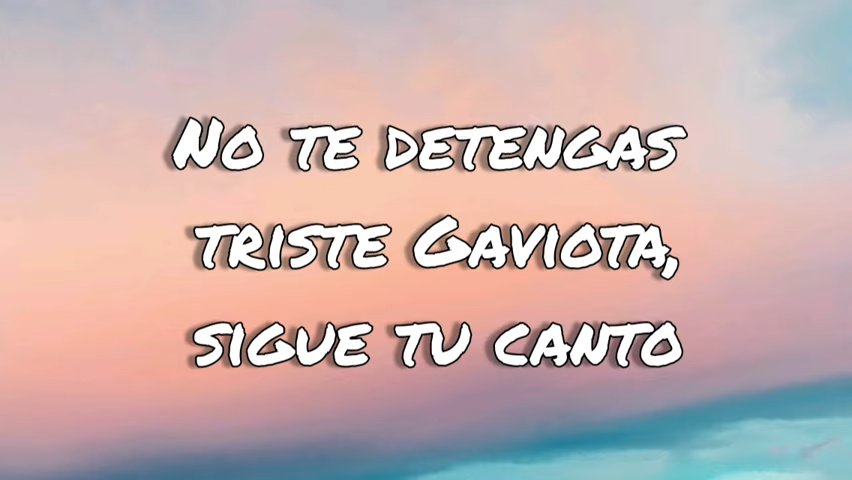 No te detengas
triste Gaviota,
sigue tu canto